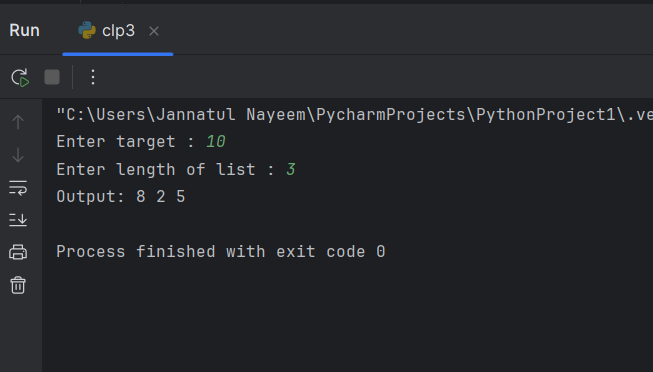 Run clp3
"C:\Users\Jannatul Nayeem\PycharmProjects\PythonProject1\.ve
Enter target : 10
Enter length of list : 3
Output: 8 2 5
Process finished with exit code 0